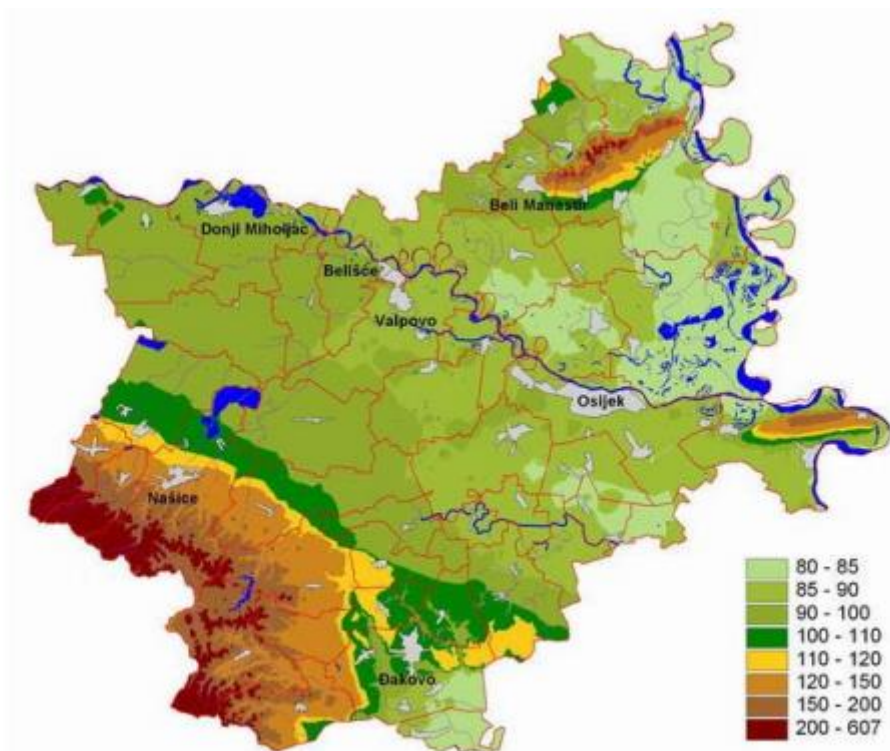 Beli Manastir
Donji Miholjac
Belišće
Valpovo
Osijek
Našice
Đakovo
80 - 85
85 - 90
90 - 100
100 - 110
110 - 120
120 - 150
150 - 200
200 - 607